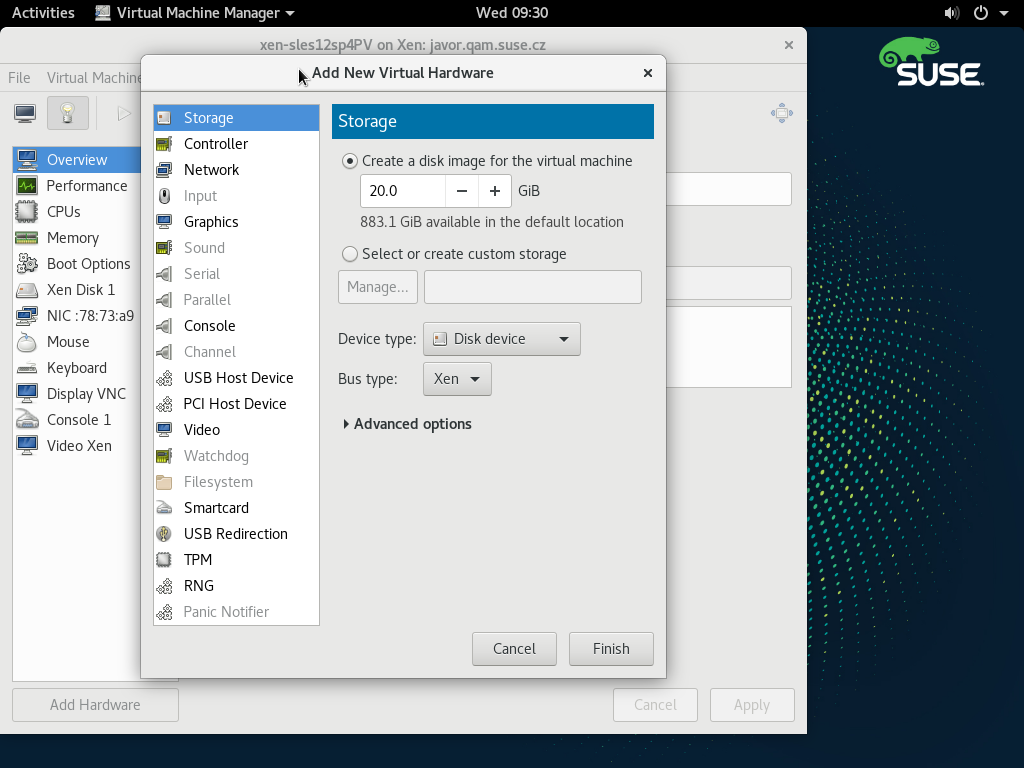 Activities Virtual Machine Manager Wed 09:30
xen-sles12sp4PV on Xen: javor.qam.suse.cz
File Virtual Machine
Add New Virtual Hardware
SUSE
Overview
Performance
CPUs
Memory
Boot Options
Xen Disk 1
NIC :78:73:a9
Mouse
Keyboard
Display VNC
Console 1
Video Xen
Storage
Controller
Network
Input
Graphics
Sound
Serial
Parallel
Console
Channel
USB Host Device
PCI Host Device
Video
Watchdog
Filesystem
Smartcard
USB Redirection
TPM
RNG
Panic Notifier
Storage
Create a disk image for the virtual machine
20.0 GiB
883.1 GiB available in the default location
Select or create custom storage
Manage...
Device type: Disk device
Bus type: Xen
Advanced options
Cancel Finish
Add Hardware Cancel Apply